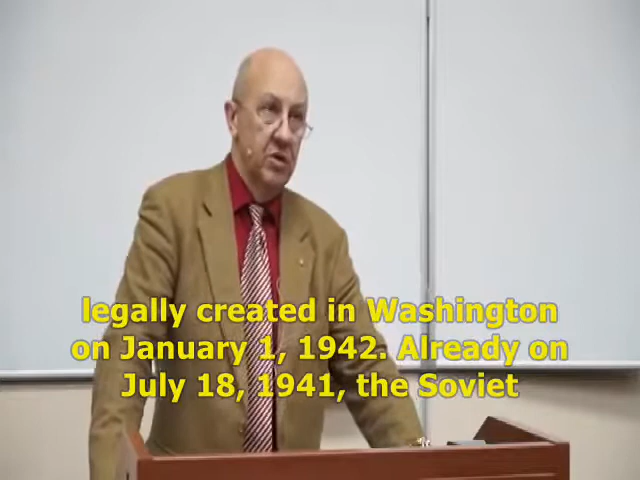 legally created in Washington
on January 1, 1942. Already on
July 18, 1941, the Soviet